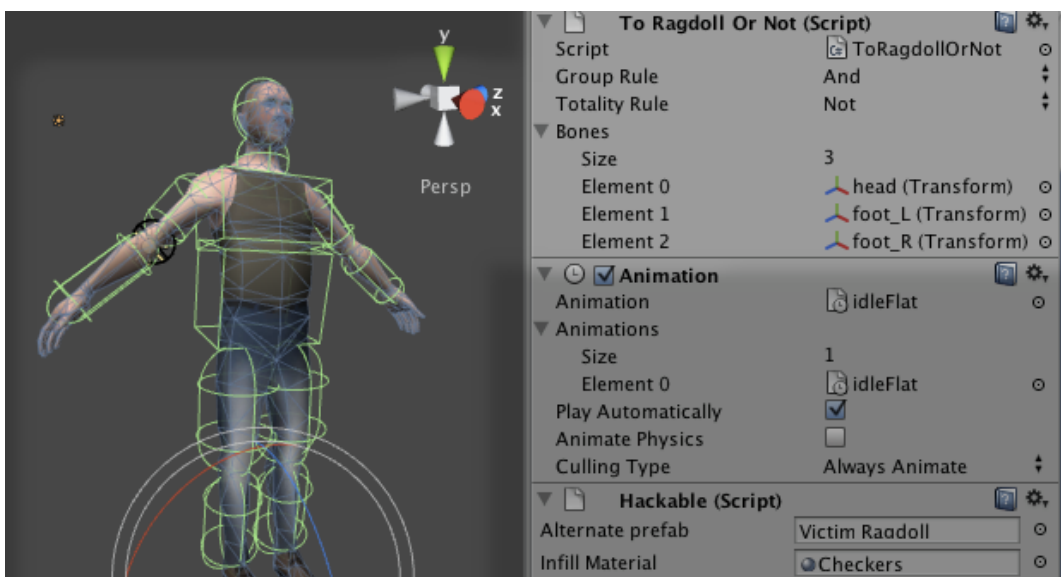 y
z
x
Persp
To Ragdoll Or Not (Script)
Script ToRagdollOrNot
Group Rule And
Totality Rule Not
Bones
Size 3
Element 0 head (Transform)
Element 1 foot_L (Transform)
Element 2 foot_R (Transform)
Animation
Animation idleFlat
Animations
Size 1
Element 0 idleFlat
Play Automatically
Animate Physics
Culling Type Always Animate
Hackable (Script)
Alternate prefab Victim Ragdoll
Infill Material Checkers